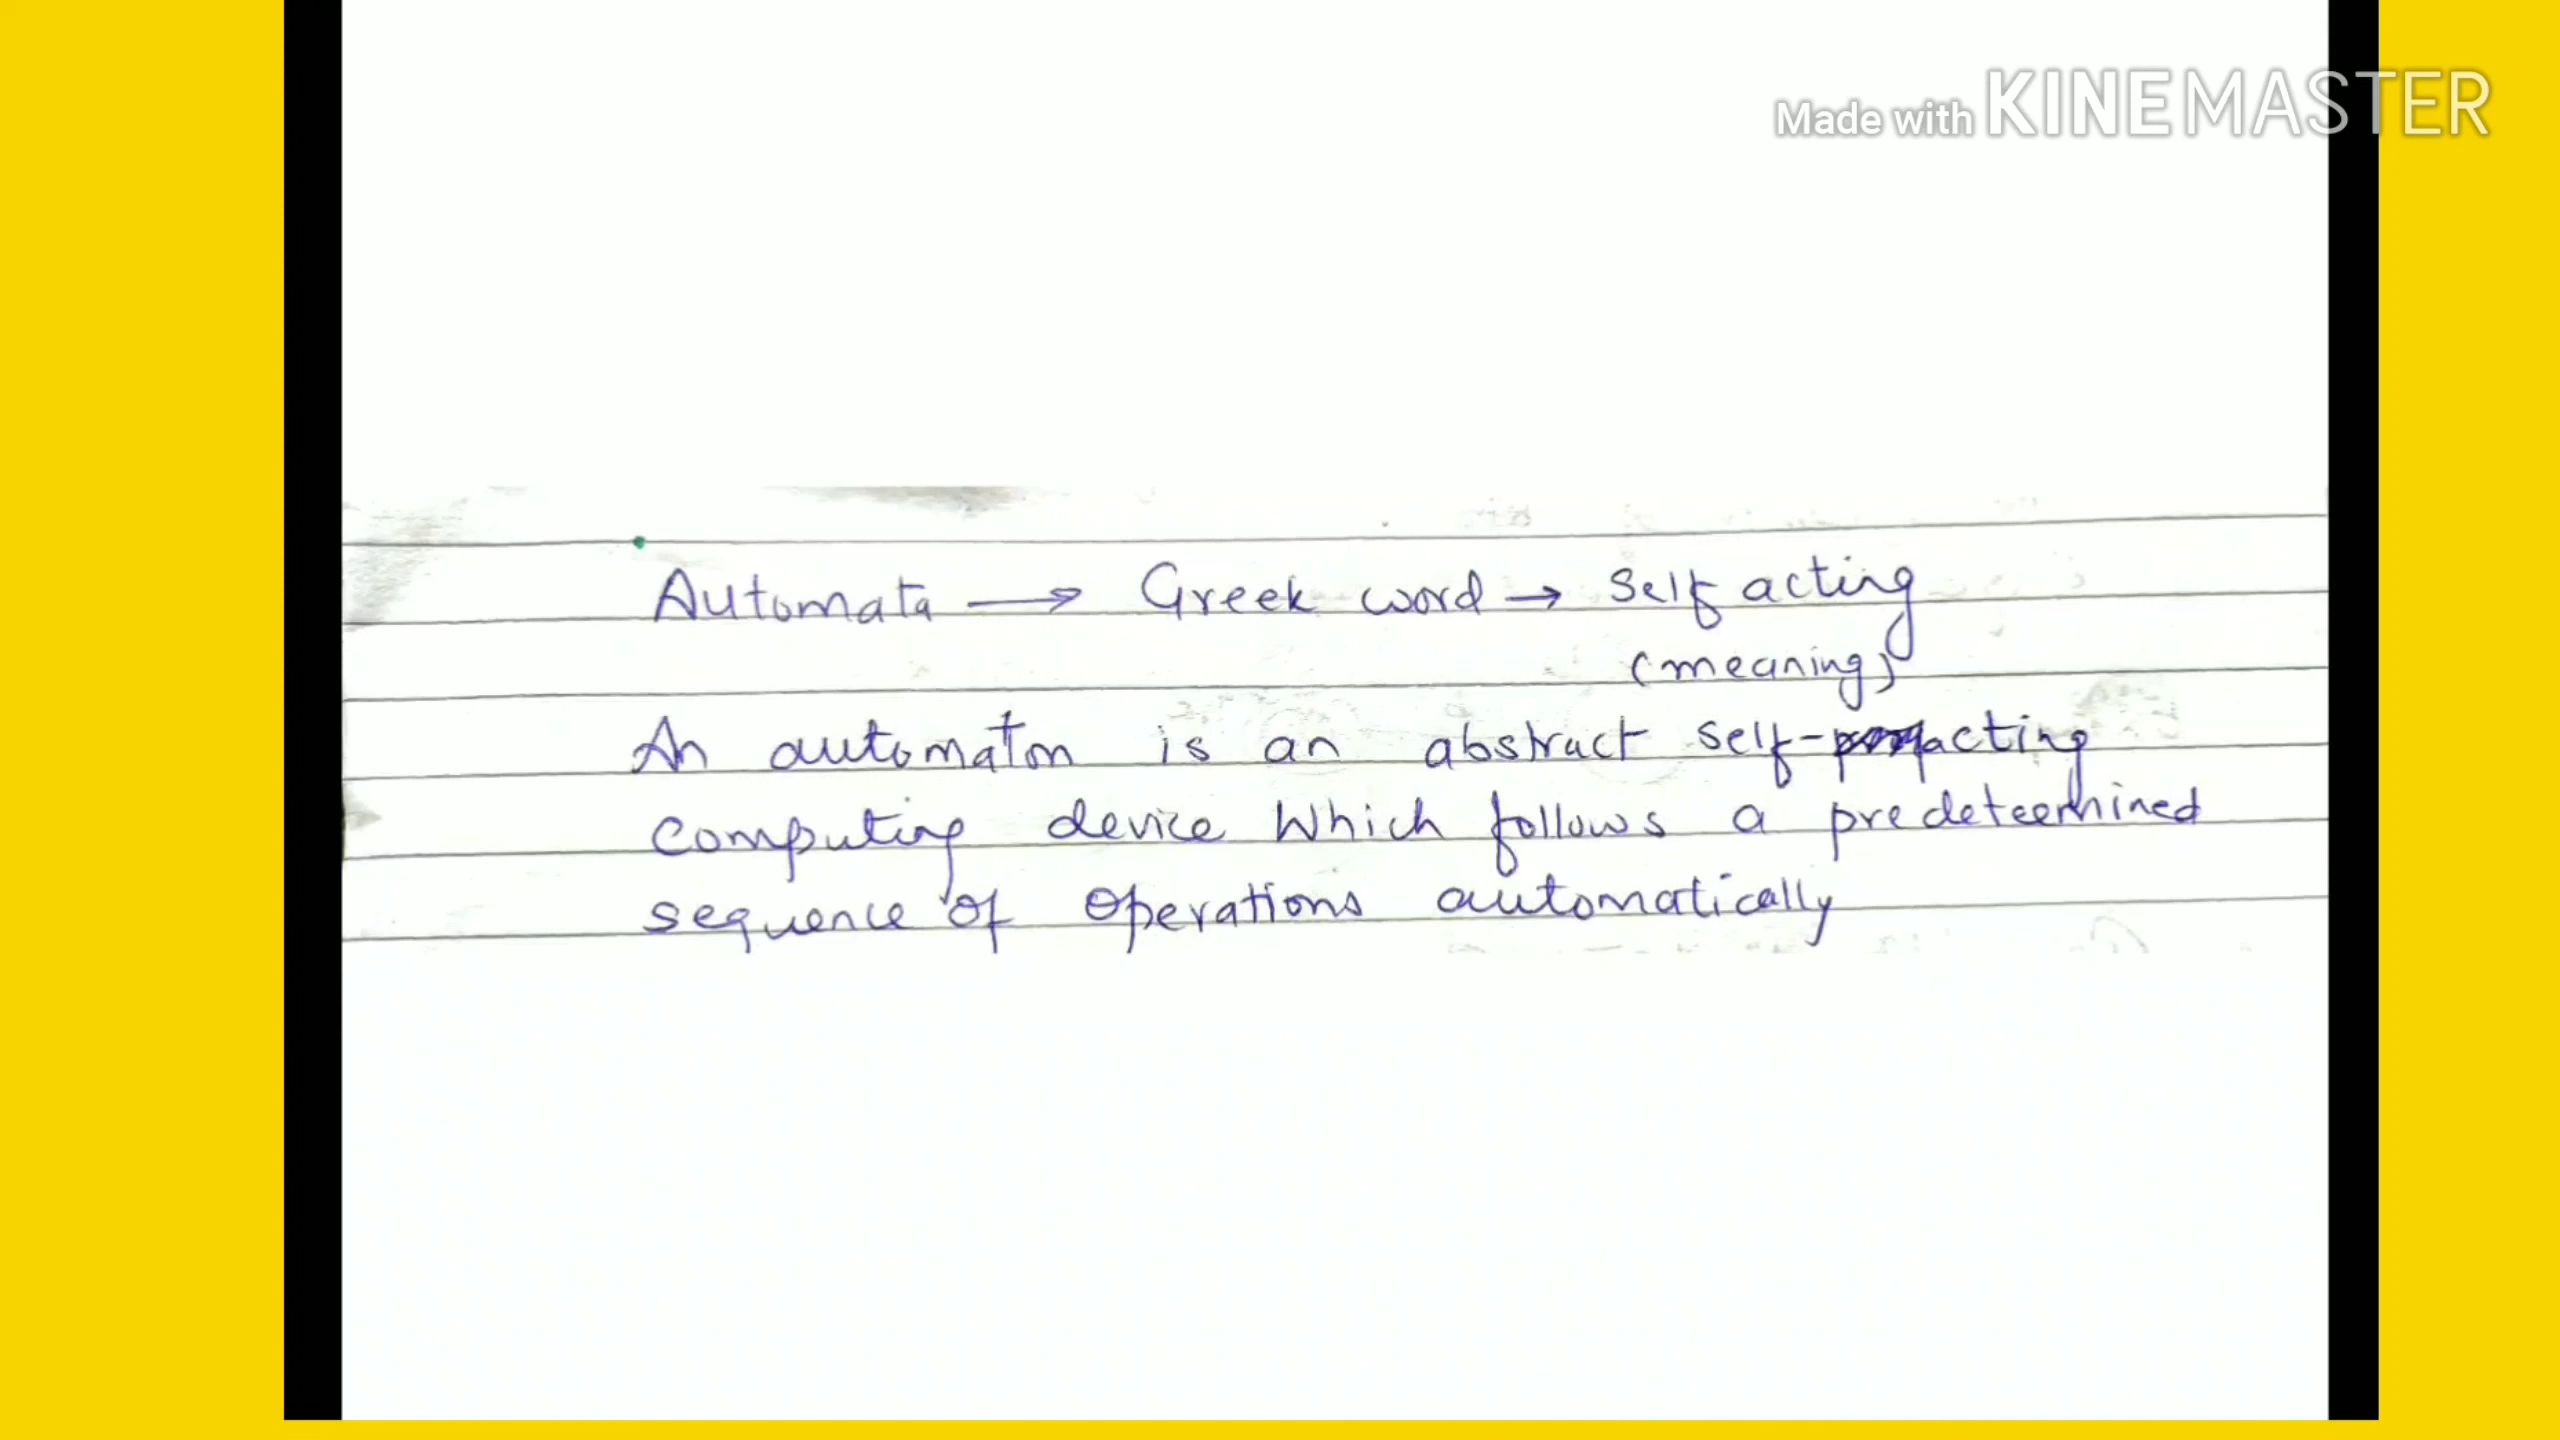 Made with KINEMASTER
Automata → Greek word → Self acting
(meaning)
An automaton is an abstract self-acting
computing device which follows a predetermined
sequence of operations automatically